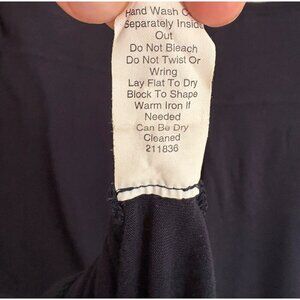 Hand Wash
Separately Inside
Out
Do Not Bleach
Do Not Twist Or
Wring
Lay Flat To Dry
Block To Shape
Warm Iron If
Needed
Can Be Dry
Cleaned
211836